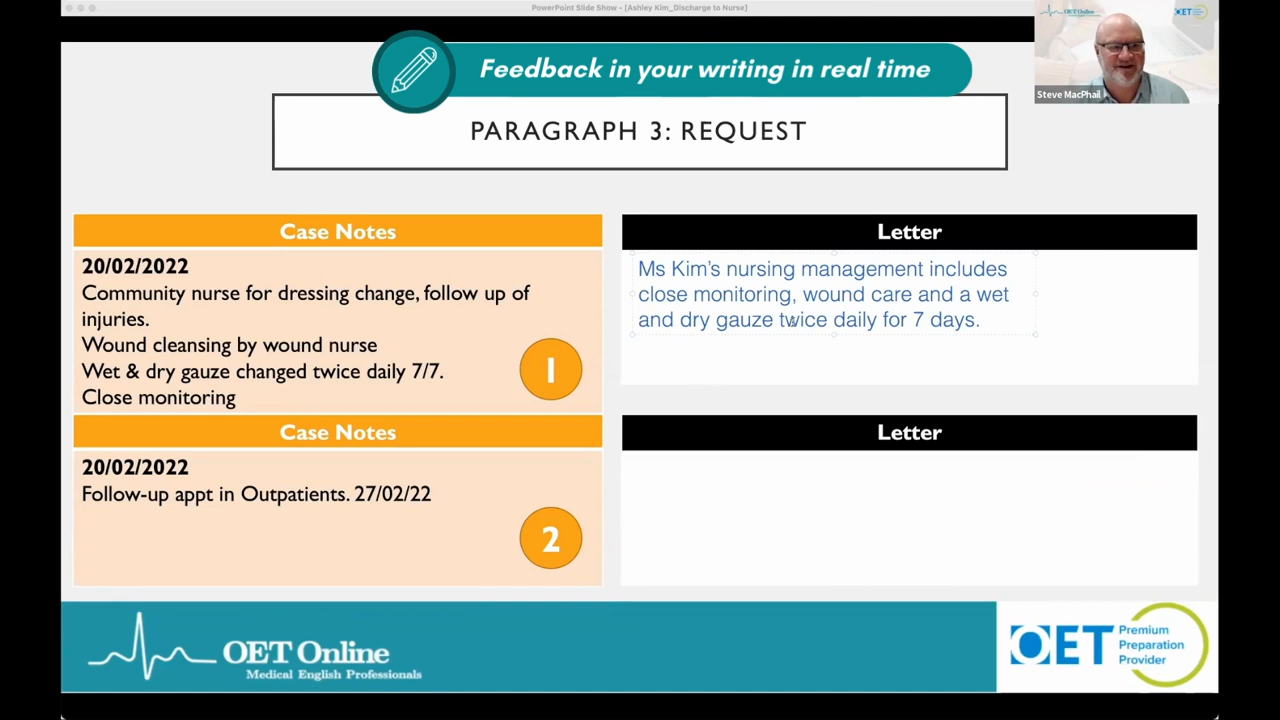 PowerPoint Slide Show - [Ashley Kim_Discharge to Nurse]
OET Online
OET
Steve MacPhail
Feedback in your writing in real time
PARAGRAPH 3: REQUEST
Case Notes
20/02/2022
Community nurse for dressing change, follow up of
injuries.
Wound cleansing by wound nurse
Wet & dry gauze changed twice daily 7/7.
Close monitoring
1
Letter
Ms Kim's nursing management includes
close monitoring, wound care and a wet
and dry gauze twice daily for 7 days.
Case Notes
20/02/2022
Follow-up appt in Outpatients. 27/02/22
2
Letter
OET Online
Medical English Professionals
OET
Premium
Preparation
Provider